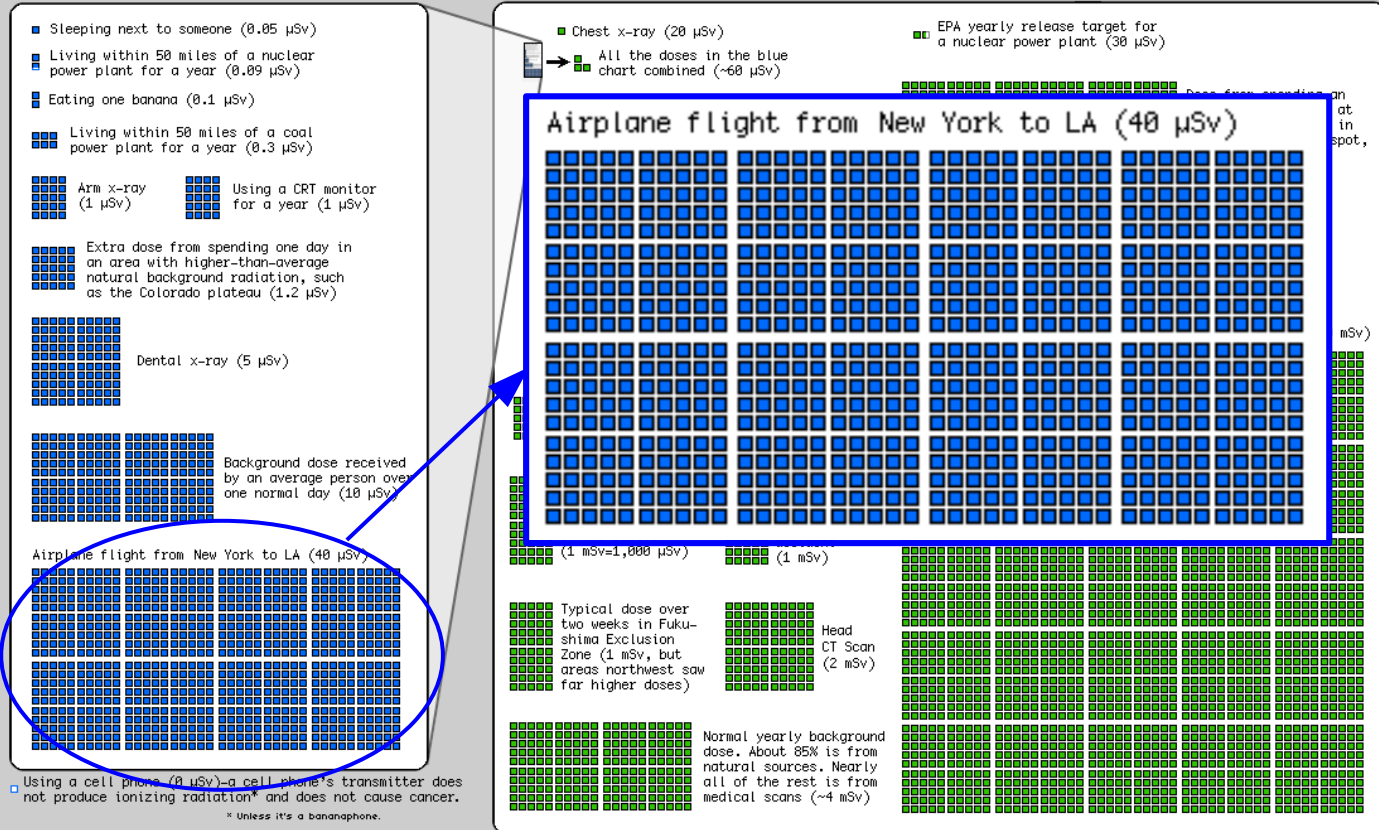 Sleeping next to someone (0.05 µSv)
Living within 50 miles of a nuclear
power plant for a year (0.09 µSv)
Eating one banana (0.1 µSv)
Living within 50 miles of a coal
power plant for a year (0.3 µSv)
Arm x-ray
(1 µSv)
Using a CRT monitor
for a year (1 µSv)
Extra dose from spending one day in
an area with higher-than-average
natural background radiation, such
as the Colorado plateau (1.2 µSv)
Dental x-ray (5 µSv)
Background dose received
by an average person over
one normal day (10 µSv)
Airplane flight from New York to LA (40 µSv)
Using a cell phone (0 µSv)-a cell phone's transmitter does
not produce ionizing radiation* and does not cause cancer.
* Unless it's a bananaphone.
Chest x-ray (20 µSv)
All the doses in the blue
chart combined (~60 µSv)
EPA yearly release target for
a nuclear power plant (30 µSv)
Dose from spending an
at
in
spot,
Airplane flight from New York to LA (40 µSv)
mSv)
(1 mSv=1,000 µSv)
(1 mSv)
Typical dose over
two weeks in Fuku-
shima Exclusion
Zone (1 mSv, but
areas northwest saw
far higher doses)
Head
CT Scan
(2 mSv)
Normal yearly background
dose. About 85% is from
natural sources. Nearly
all of the rest is from
medical scans (~4 mSv)